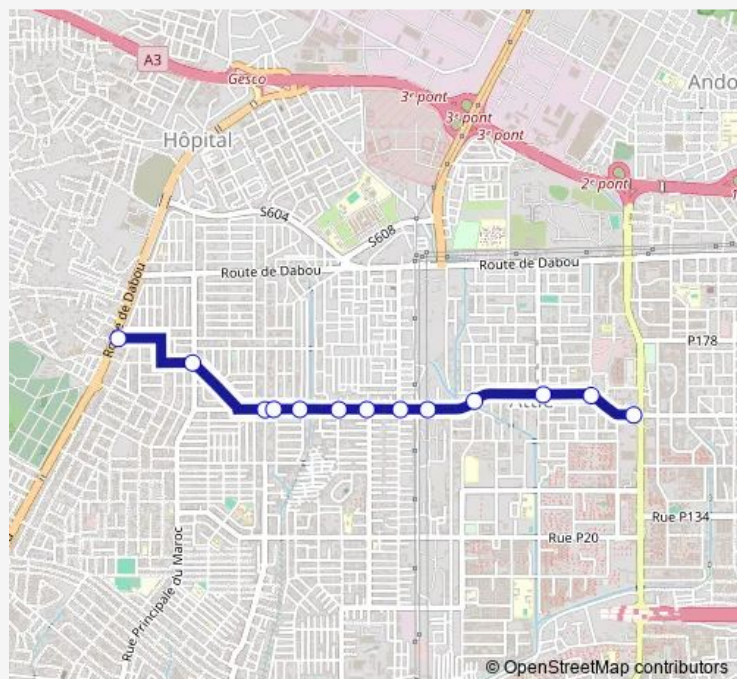 A3
Gesco
3e pont
3e pont
3e pont
Ando
Hôpital
2e pont
1
S604
S608
Route de Dabou
Route de Dabou
Route de Dabou
P178
Rue P134
Rue P20
Rue Principale du Maroc
© OpenStreetMap contributors